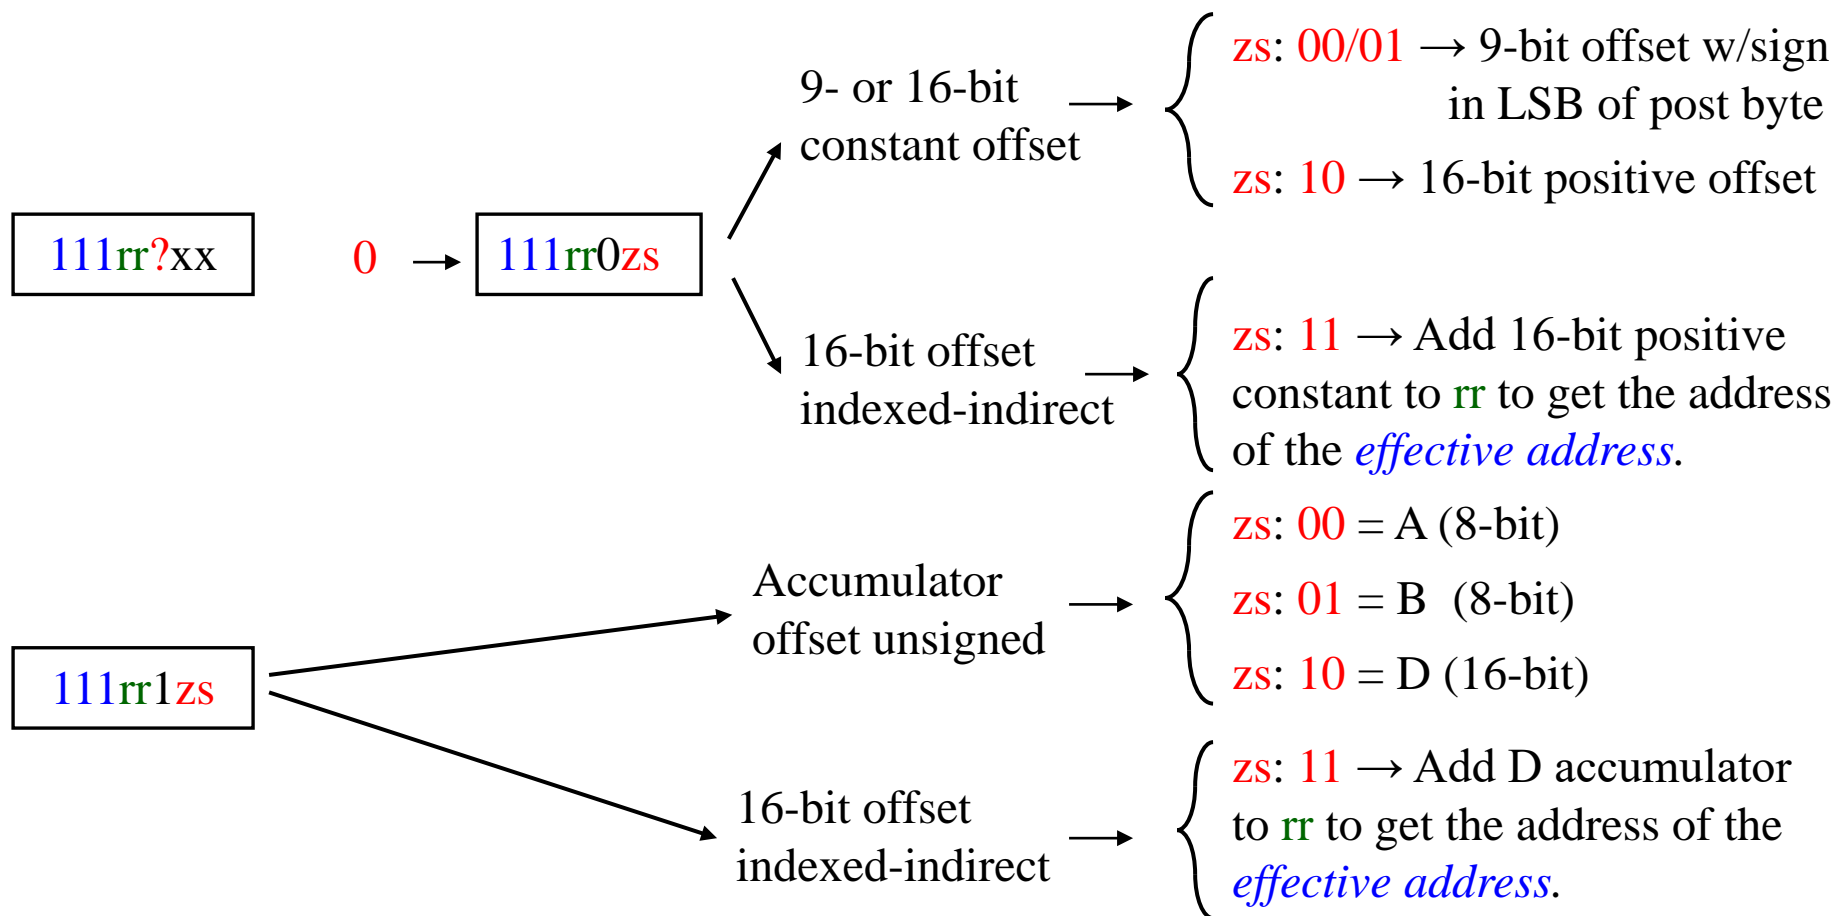 111rr?xx
0 →
111rr0zs
9- or 16-bit
constant offset
zs: 00/01 → 9-bit offset w/sign
in LSB of post byte
zs: 10 → 16-bit positive offset
16-bit offset
indexed-indirect
zs: 11 → Add 16-bit positive
constant to rr to get the address
of the effective address.
111rr1zs
Accumulator
offset unsigned
zs: 00 = A (8-bit)
zs: 01 = B (8-bit)
zs: 10 = D (16-bit)
16-bit offset
indexed-indirect
zs: 11 → Add D accumulator
to rr to get the address of the
effective address.